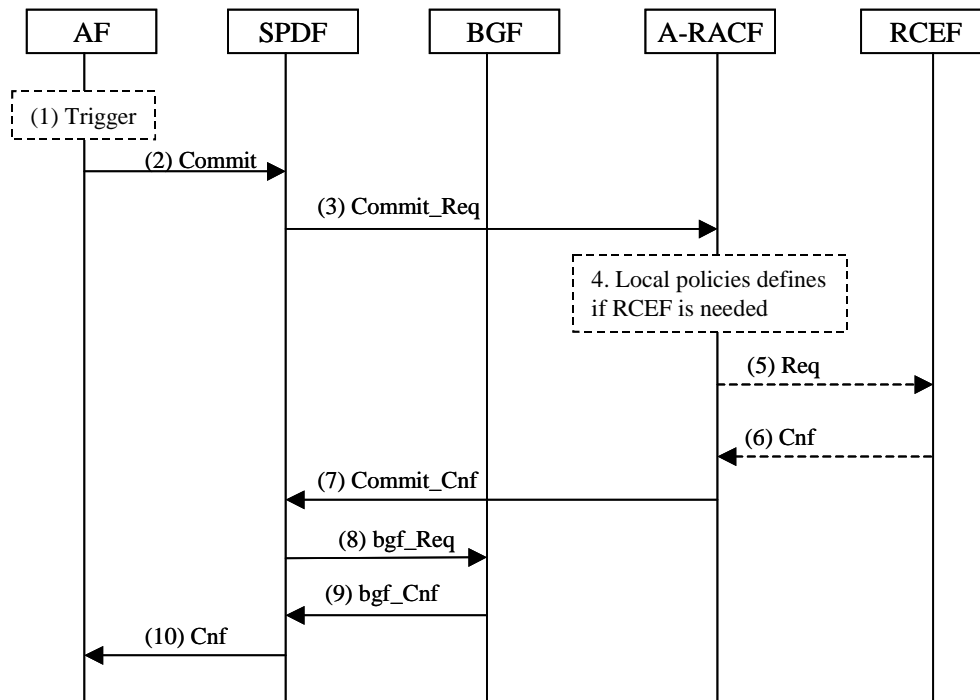 AF SPDF BGF A-RACF RCEF
(1) Trigger
(2) Commit
(3) Commit_Req
4. Local policies defines
if RCEF is needed
(5) Req
(6) Cnf
(7) Commit_Cnf
(8) bgf_Req
(9) bgf_Cnf
(10) Cnf